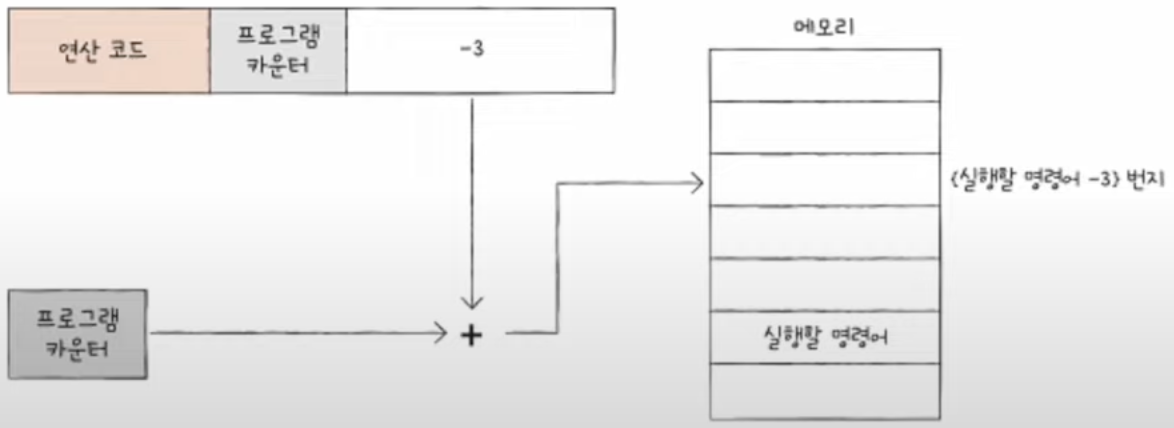 연산 코드
프로그램
카운터
-3
메모리
{실행할 명령어 -3} 번지
프로그램
카운터
+
실행할 명령어